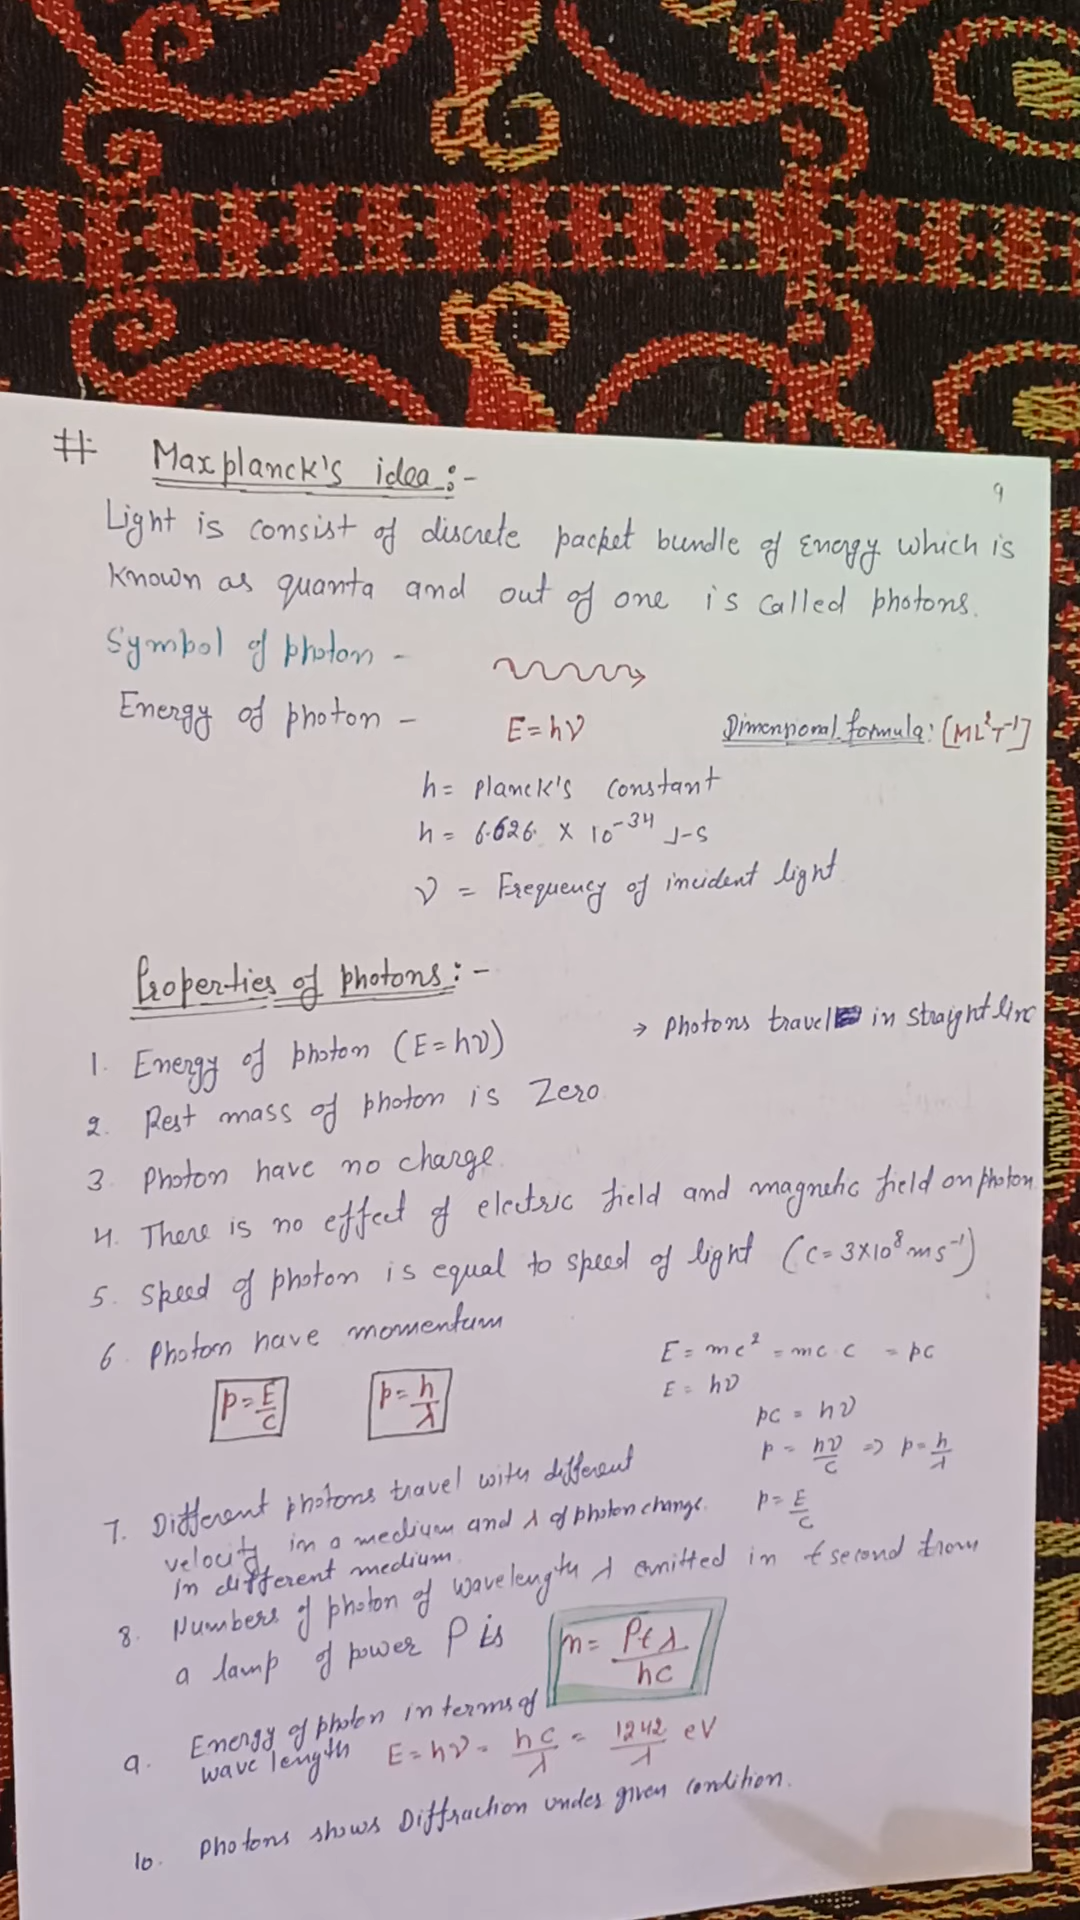 # Maxplanck's idea :-
9
Light is consist of discrete packet bundle of Energy which is
known as quanta and out of one is called photons.
Symbol of photon -
Energy of photon - E = hν Dimensional formula: [ML²T⁻¹]
h = planck's constant
h = 6.626 × 10⁻³⁴ J-S
ν = Frequency of incident light
Properties of photons :-
1. Energy of photon (E = hν) → Photons travel in straight line
2. Rest mass of photon is Zero.
3. Photon have no charge.
4. There is no effect of electric field and magnetic field on photon
5. Speed of photon is equal to speed of light (c = 3×10⁸ ms⁻¹)
6. Photon have momentum
p = E/c p = h/λ
E = mc² = mc.c = pc
E = hν
pc = hν
p = hν/c ⇒ p = h/λ
p = E/c
7. Different photons travel with different
velocity in a medium and λ of photon change.
in different medium.
8. Numbers of photon of wavelength λ emitted in t second from
a lamp of power P is n = Ptλ/hc
9. Energy of photon in terms of
wave length E = hν = hc/λ = 1242/λ eV
10. Photons shows Diffraction under given condition.